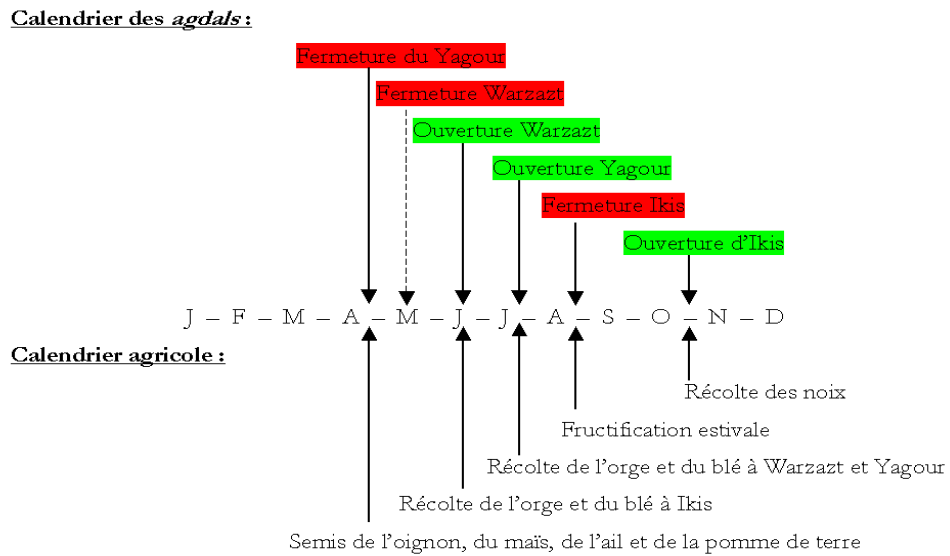 Calendrier des agdals :
Fermeture du Yagour
Fermeture Warzazt
Ouverture Warzazt
Ouverture Yagour
Fermeture Ikis
Ouverture d'Ikis
J – F – M – A – M – J – J – A – S – O – N – D
Calendrier agricole :
Récolte des noix
Fructification estivale
Récolte de l'orge et du blé à Warzazt et Yagour
Récolte de l'orge et du blé à Ikis
Semis de l'oignon, du maïs, de l'ail et de la pomme de terre